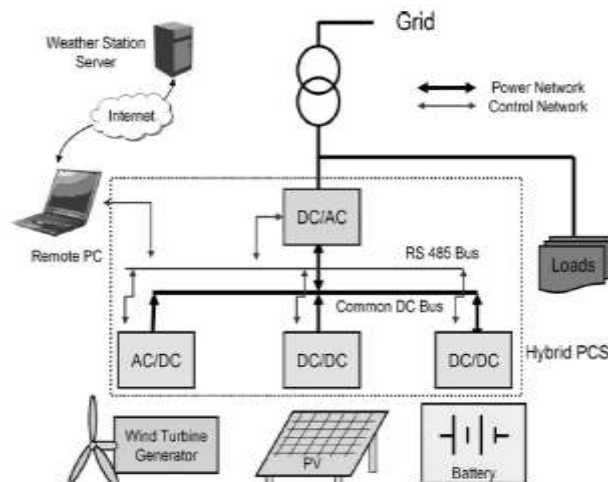 Grid
Weather Station
Server
Power Network
Control Network
Internet
DC/AC
Remote PC
RS 485 Bus
Loads
Common DC Bus
AC/DC
DC/DC
DC/DC
Hybrid PCS
Wind Turbine
Generator
PV
Battery